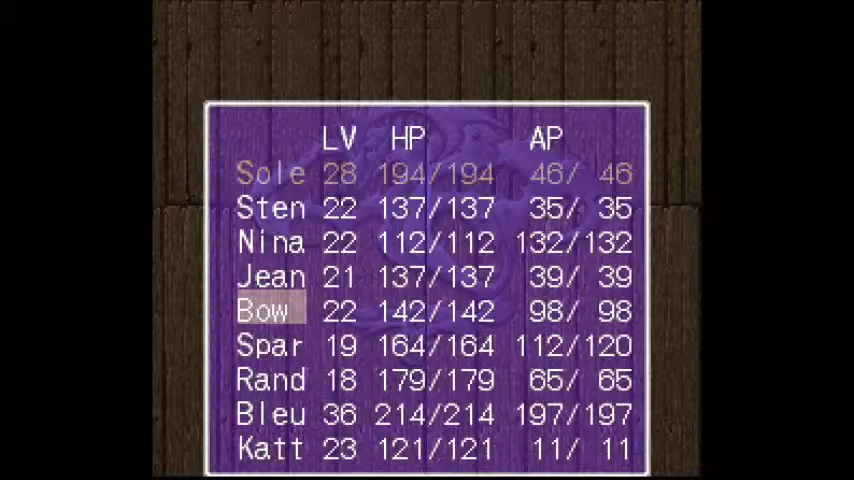 LV HP AP
Sole 28 194/194 46/ 46
Sten 22 137/137 35/ 35
Nina 22 112/112 132/132
Jean 21 137/137 39/ 39
Bow 22 142/142 98/ 98
Spar 19 164/164 112/120
Rand 18 179/179 65/ 65
Bleu 36 214/214 197/197
Katt 23 121/121 11/ 11